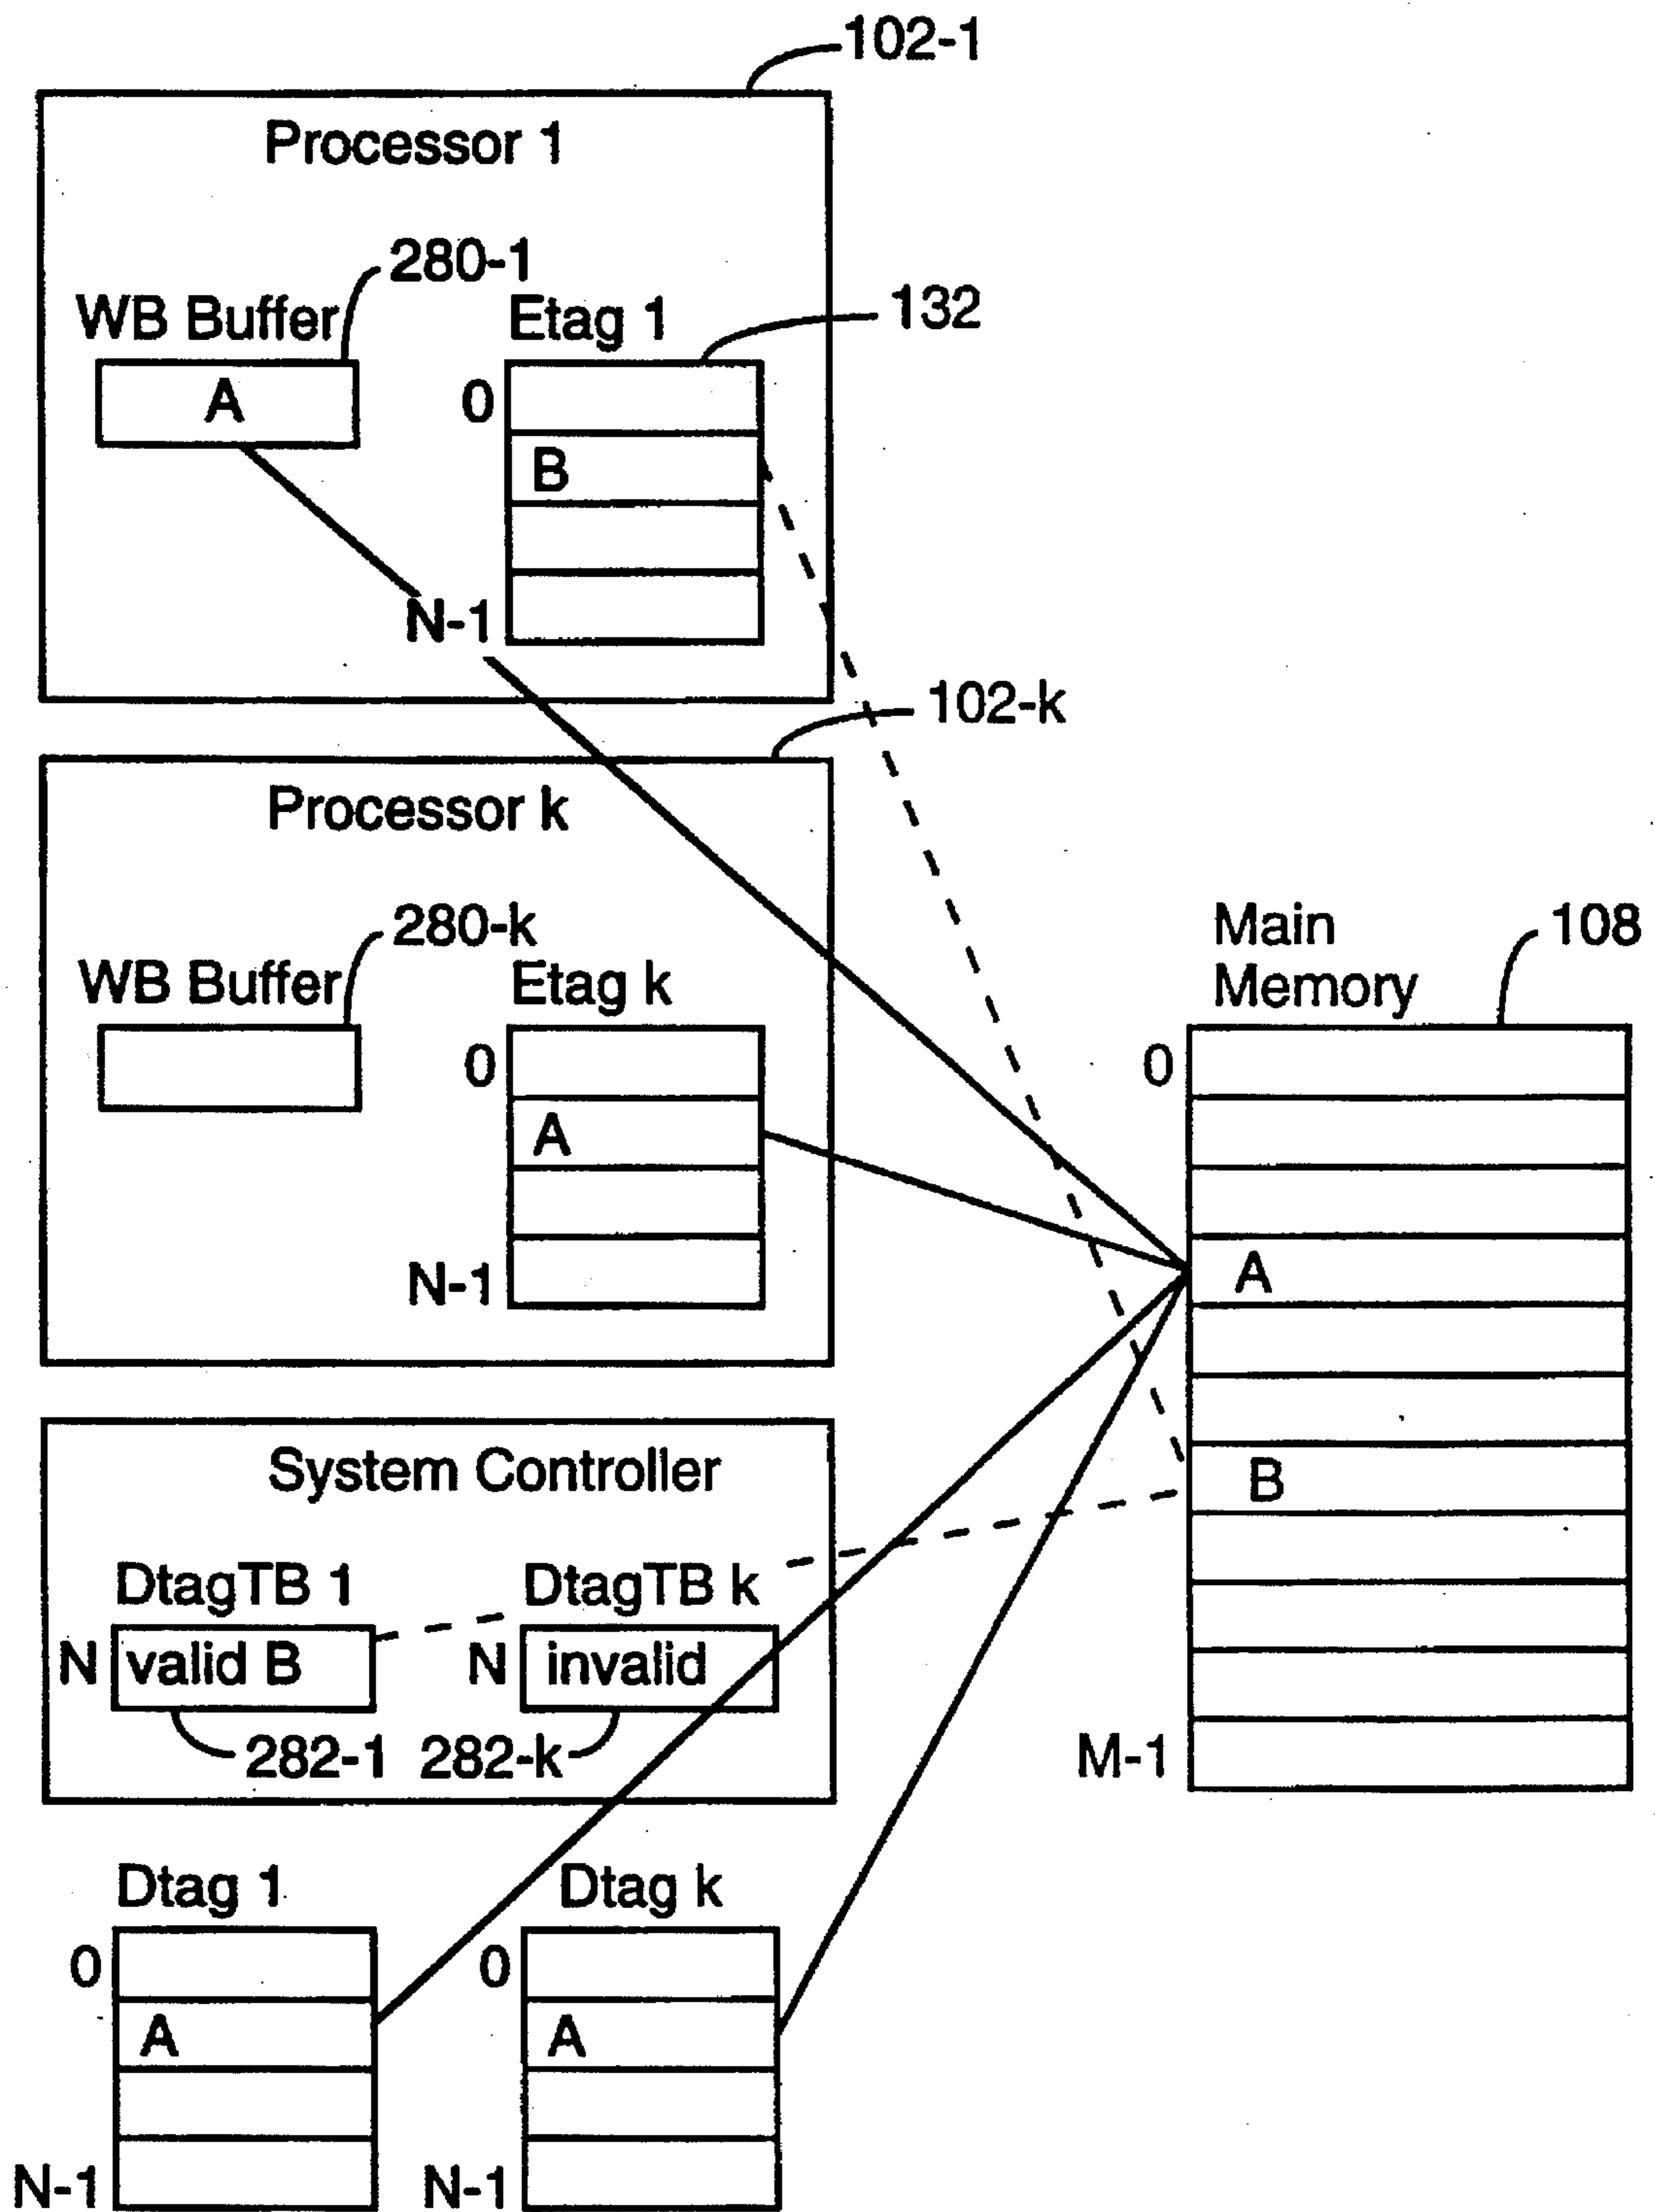 102-1
Processor 1
280-1
WB Buffer
Etag 1
132
A
0
B
N-1
102-k
Processor k
280-k
WB Buffer
Etag k
Main
Memory
108
0
0
A
A
N-1
B
System Controller
DtagTB 1
DtagTB k
N valid B
N invalid
282-1
282-k
M-1
Dtag 1
Dtag k
0
0
A
A
N-1
N-1